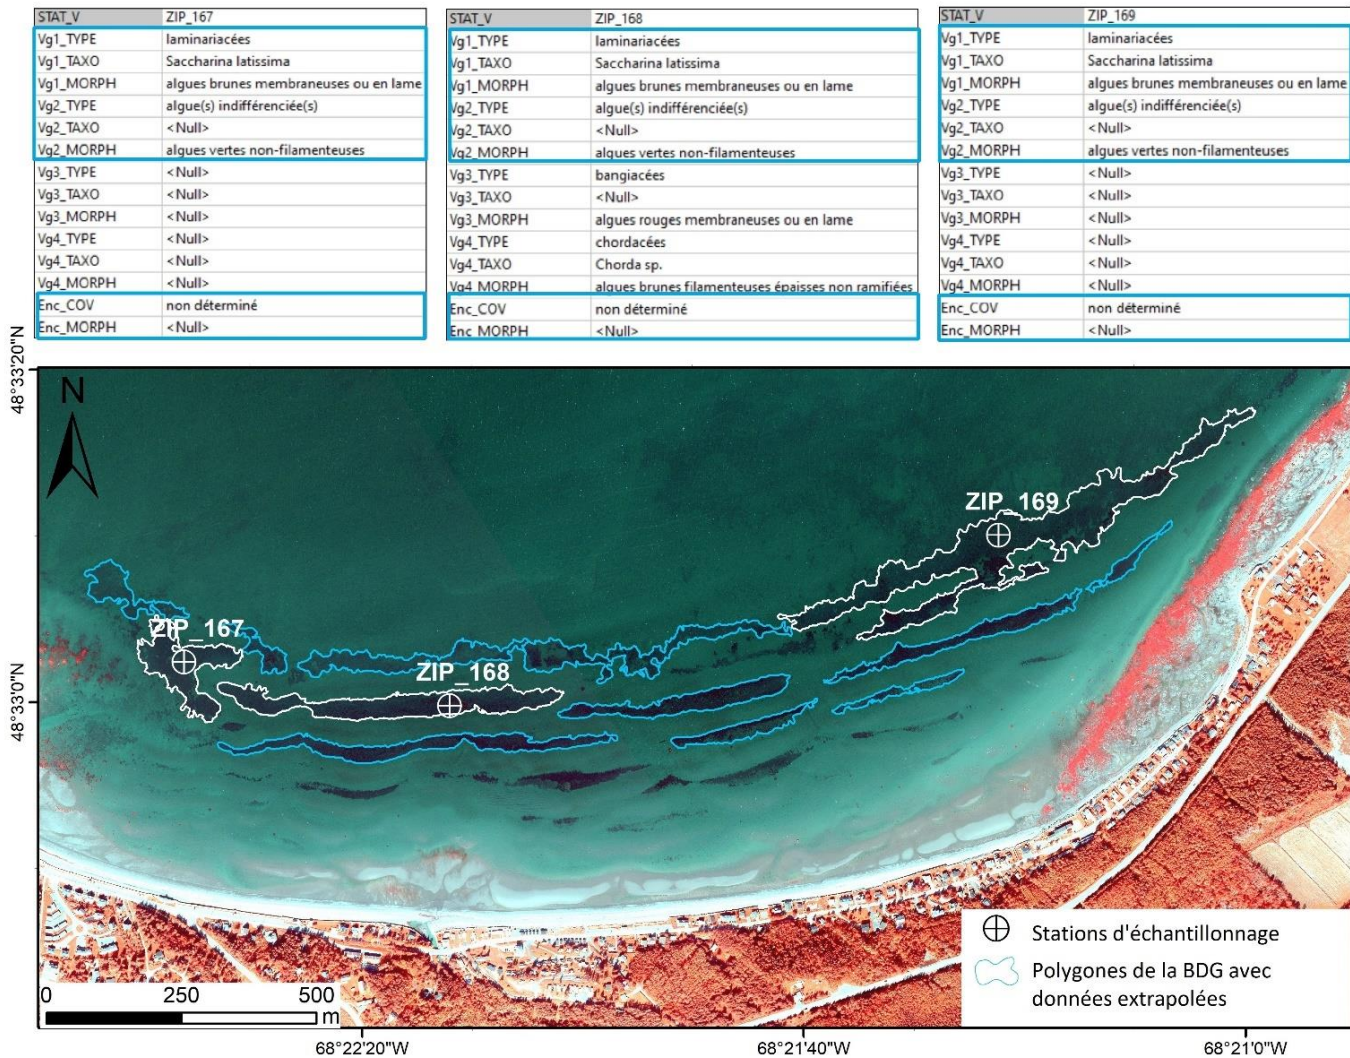 STAT_V ZIP_167
Vg1_TYPE laminariacées
Vg1_TAXO Saccharina latissima
Vg1_MORPH algues brunes membraneuses ou en lame
Vg2_TYPE algue(s) indifférenciée(s)
Vg2_TAXO <Null>
Vg2_MORPH algues vertes non-filamenteuses
Vg3_TYPE <Null>
Vg3_TAXO <Null>
Vg3_MORPH <Null>
Vg4_TYPE <Null>
Vg4_TAXO <Null>
Vg4_MORPH <Null>
Enc_COV non déterminé
Enc_MORPH <Null>
STAT_V ZIP_168
Vg1_TYPE laminariacées
Vg1_TAXO Saccharina latissima
Vg1_MORPH algues brunes membraneuses ou en lame
Vg2_TYPE algue(s) indifférenciée(s)
Vg2_TAXO <Null>
Vg2_MORPH algues vertes non-filamenteuses
Vg3_TYPE bangiacées
Vg3_TAXO <Null>
Vg3_MORPH algues rouges membraneuses ou en lame
Vg4_TYPE chordacées
Vg4_TAXO Chorda sp.
Vg4_MORPH algues brunes filamenteuses épaisses non ramifiées
Enc_COV non déterminé
Enc_MORPH <Null>
STAT_V ZIP_169
Vg1_TYPE laminariacées
Vg1_TAXO Saccharina latissima
Vg1_MORPH algues brunes membraneuses ou en lame
Vg2_TYPE algue(s) indifférenciée(s)
Vg2_TAXO <Null>
Vg2_MORPH algues vertes non-filamenteuses
Vg3_TYPE <Null>
Vg3_TAXO <Null>
Vg3_MORPH <Null>
Vg4_TYPE <Null>
Vg4_TAXO <Null>
Vg4_MORPH <Null>
Enc_COV non déterminé
Enc_MORPH <Null>
48°33'20"N
N
ZIP_169
ZIP_167
ZIP_168
48°33'0"N
Stations d'échantillonnage
Polygones de la BDG avec
données extrapolées
0 250 500
m
68°22'20"W 68°21'40"W 68°21'0"W